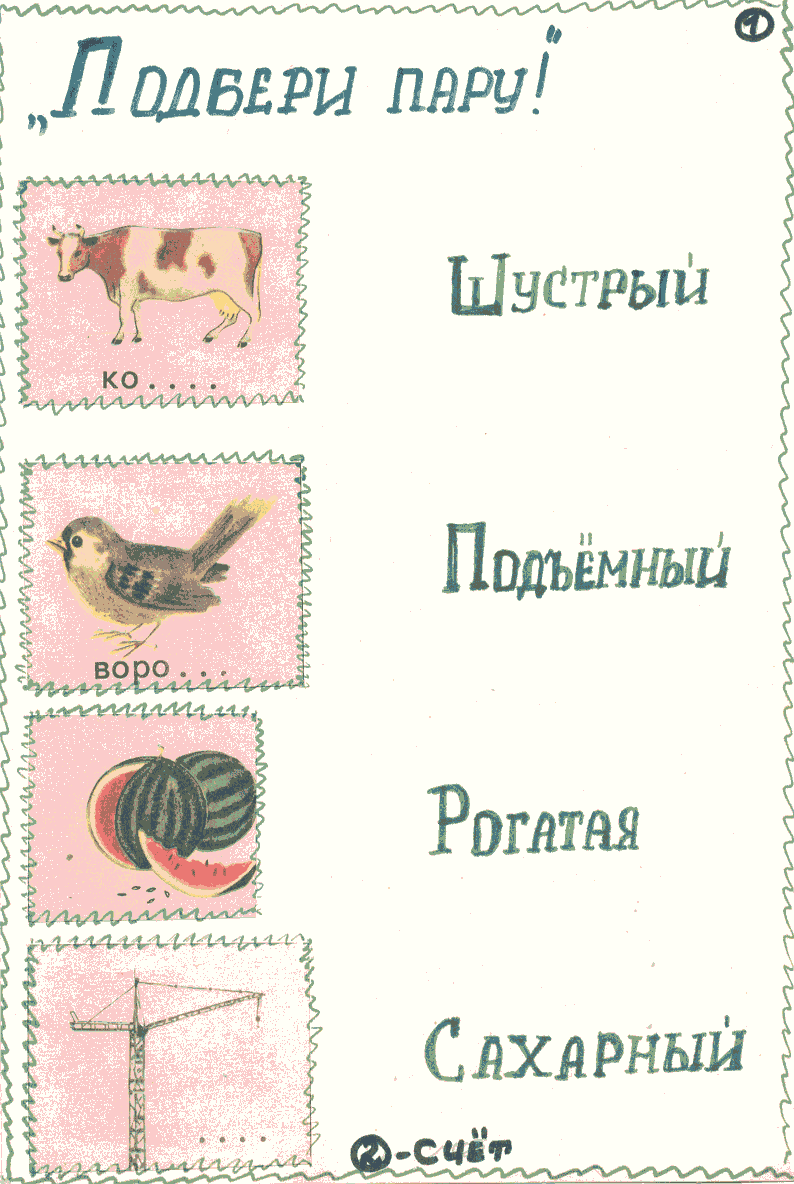 1
„Подбери пару!“
Шустрый
ко....
Подъёмный
воро...
Рогатая
Сахарный
....
2-счёт